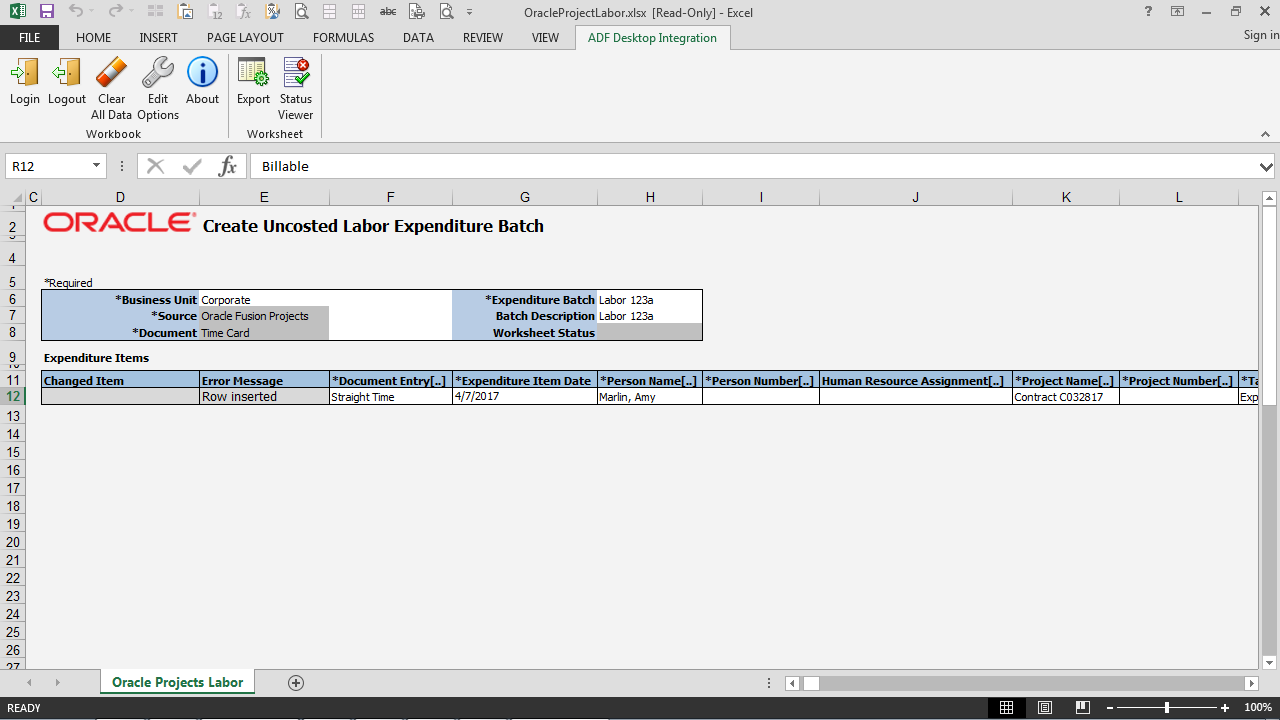 OracleProjectLabor.xlsx [Read-Only] - Excel
FILE HOME INSERT PAGE LAYOUT FORMULAS DATA REVIEW VIEW ADF Desktop Integration Sign in
Login Logout Clear All Data Edit Options About Export Status Viewer
Workbook Worksheet
R12 fx Billable
C D E F G H I J K L
2 ORACLE Create Uncosted Labor Expenditure Batch
4
5 *Required
6 *Business Unit Corporate *Expenditure Batch Labor 123a
7 *Source Oracle Fusion Projects Batch Description Labor 123a
8 *Document Time Card Worksheet Status
9 Expenditure Items
11 Changed Item Error Message *Document Entry[..] *Expenditure Item Date *Person Name[..] *Person Number[..] Human Resource Assignment[..] *Project Name[..] *Project Number[..] *Ta
12 Row inserted Straight Time 4/7/2017 Marlin, Amy Contract C032817 Exp
13
14
15
16
17
18
19
20
21
22
23
24
25
26
27
Oracle Projects Labor
READY 100%